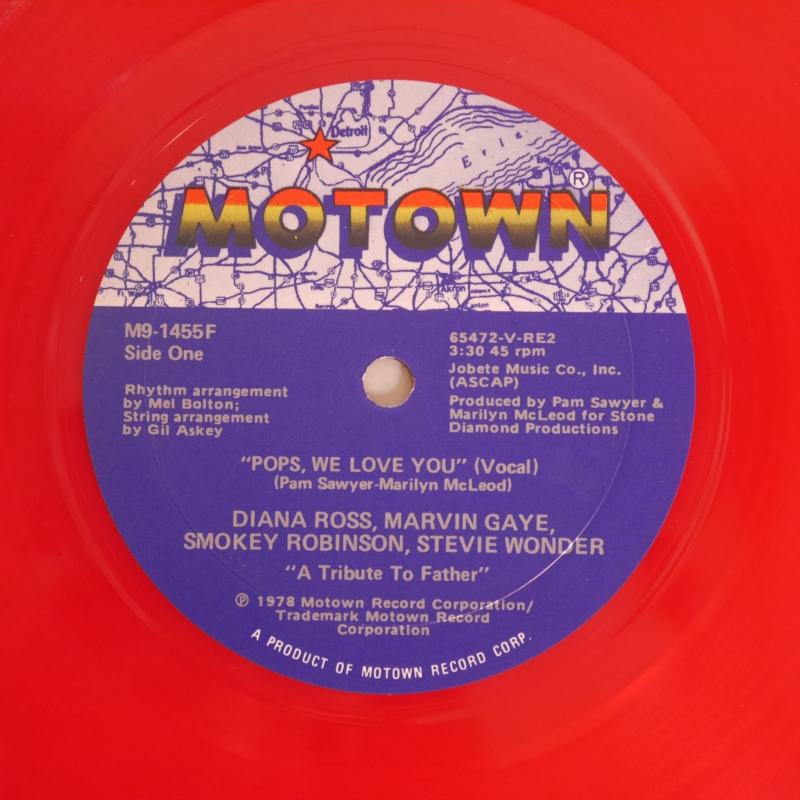 Detroit
Erie
MOTOWN®
Akron
M9-1455F
Side One
65472-V-RE2
3:30 45 rpm
Jobete Music Co., Inc.
(ASCAP)
Rhythm arrangement
by Mel Bolton;
String arrangement
by Gil Askey
Produced by Pam Sawyer &
Marilyn McLeod for Stone
Diamond Productions
"POPS, WE LOVE YOU" (Vocal)
(Pam Sawyer-Marilyn McLeod)
DIANA ROSS, MARVIN GAYE,
SMOKEY ROBINSON, STEVIE WONDER
"A Tribute To Father"
℗ 1978 Motown Record Corporation/
Trademark Motown Record
Corporation
A PRODUCT OF MOTOWN RECORD CORP.